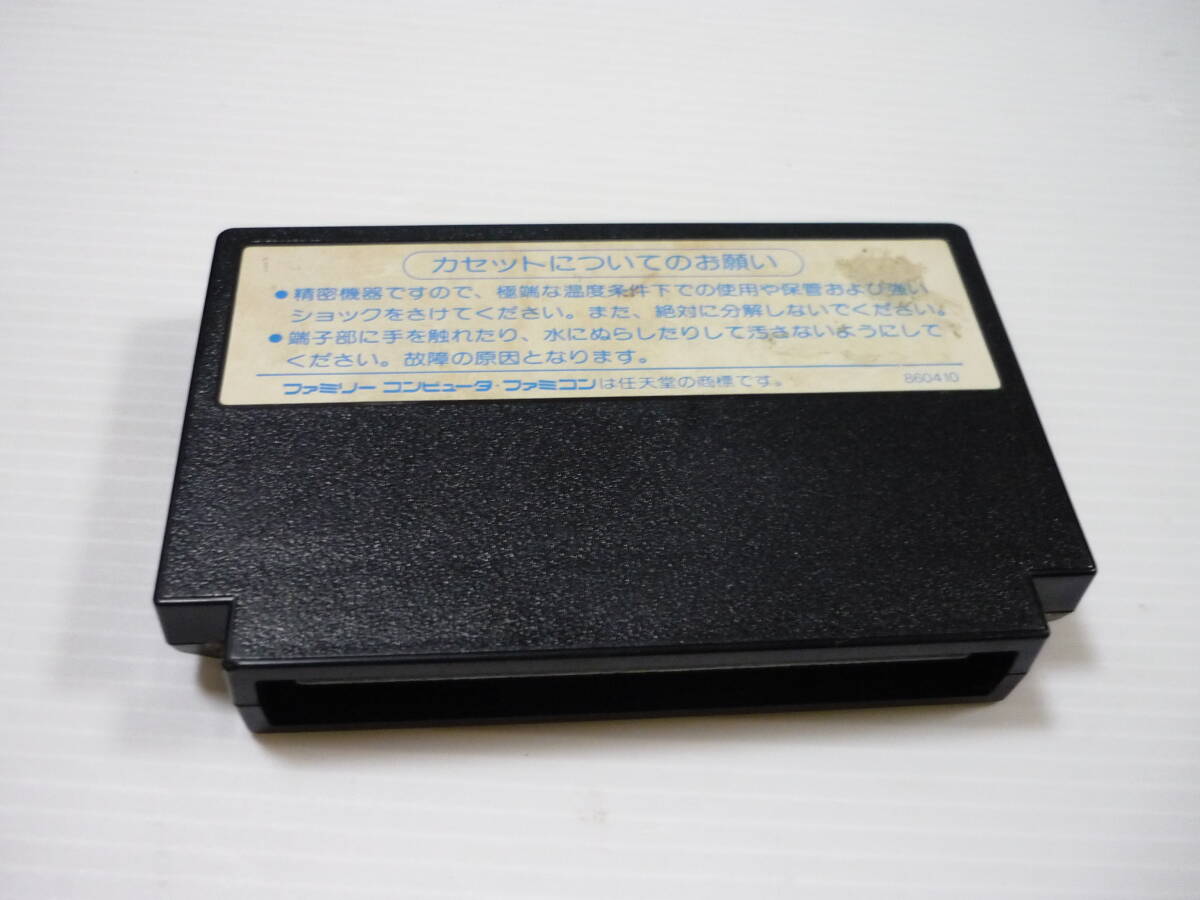 カセットについてのお願い
●精密機器ですので、極端な温度条件下での使用や保管および強い
ショックをさけてください。また、絶対に分解しないでください。
●端子部に手を触れたり、水にぬらしたりして汚さないようにして
ください。故障の原因となります。
ファミリー コンピュータ・ファミコンは任天堂の商標です。 860410